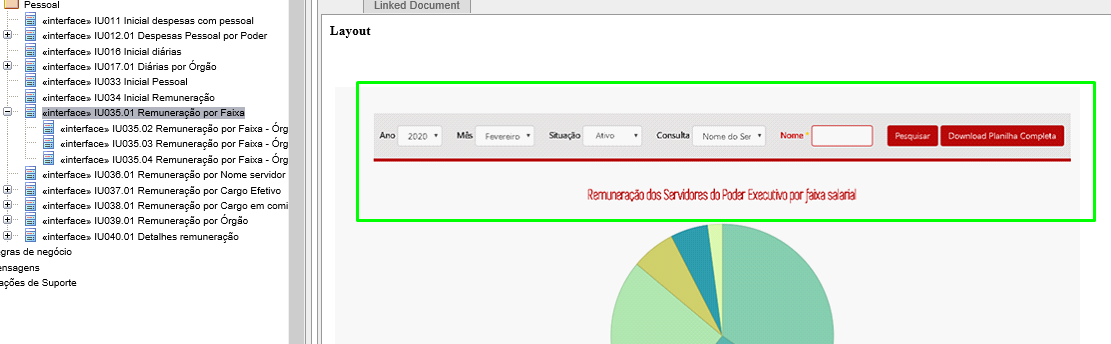 Pessoal
«interface» IU011 Inicial despesas com pessoal
«interface» IU012.01 Despesas Pessoal por Poder
«interface» IU016 Inicial diárias
«interface» IU017.01 Diárias por Órgão
«interface» IU033 Inicial Pessoal
«interface» IU034 Inicial Remuneração
«interface» IU035.01 Remuneração por Faixa
«interface» IU035.02 Remuneração por Faixa - Órg
«interface» IU035.03 Remuneração por Faixa - Órg
«interface» IU035.04 Remuneração por Faixa - Órg
«interface» IU036.01 Remuneração por Nome servidor
«interface» IU037.01 Remuneração por Cargo Efetivo
«interface» IU038.01 Remuneração por Cargo em comi
«interface» IU039.01 Remuneração por Órgão
«interface» IU040.01 Detalhes remuneração
gras de negócio
ensagens
ações de Suporte
Linked Document
Layout
Ano 2020 Mês Fevereiro Situação Ativo Consulta Nome do Ser Nome * Pesquisar Download Planilha Completa
Remuneração dos Servidores do Poder Executivo por faixa salarial